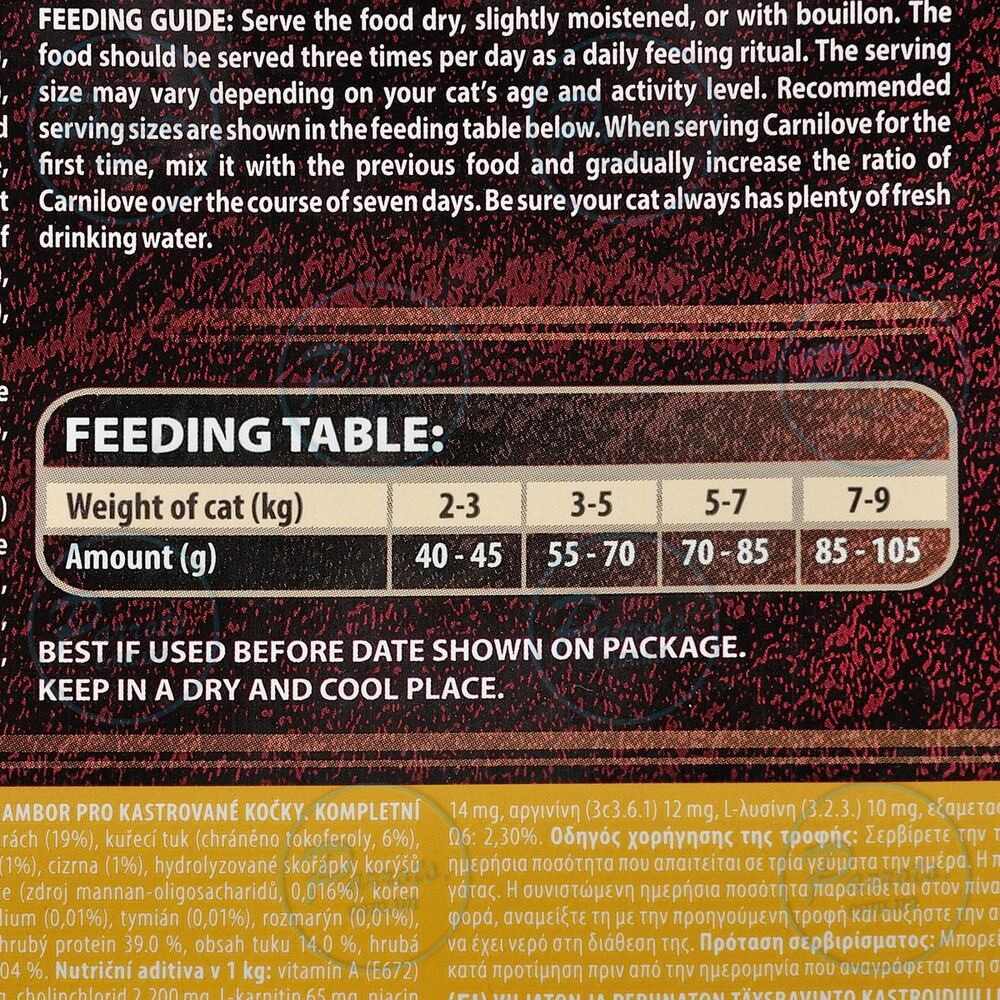 FEEDING GUIDE: Serve the food dry, slightly moistened, or with bouillon. The
food should be served three times per day as a daily feeding ritual. The serving
size may vary depending on your cat's age and activity level. Recommended
serving sizes are shown in the feeding table below. When serving Carnilove for the
first time, mix it with the previous food and gradually increase the ratio of
Carnilove over the course of seven days. Be sure your cat always has plenty of fresh
drinking water.
FEEDING TABLE:
Weight of cat (kg) 2-3 3-5 5-7 7-9
Amount (g) 40 - 45 55 - 70 70 - 85 85 - 105
BEST IF USED BEFORE DATE SHOWN ON PACKAGE.
KEEP IN A DRY AND COOL PLACE.
AMBOR PRO KASTROVANÉ KOČKY. KOMPLETNÍ
rách (19%), kuřecí tuk (chráněno tokoferoly, 6%),
(1%), cizrna (1%), hydrolyzované skořápky korýšů
(zdroj mannan-oligosacharidů, 0,016%), kořen
lium (0,01%), tymián (0,01%), rozmarýn (0,01%),
hrubý protein 39.0 %, obsah tuku 14.0 %, hrubá
04 %. Nutriční aditiva v 1 kg: vitamín A (E672)
cholinchlorid 2 200 mg, L-karnitin 65 mg, niacin
14 mg, αργινίνη (3c3.6.1) 12 mg, L-λυσίνη (3.2.3.) 10 mg, εξαμετα
Ω6: 2,30%. Οδηγός χορήγησης της τροφής: Σερβίρετε την τ
ημερήσια ποσότητα που απαιτείται σε τρία γεύματα την ημέρα. Η π
γάτας. Η συνιστώμενη ημερήσια ποσότητα παρατίθεται στον πίνα
φορά, αναμείξτε τη με την προηγούμενη τροφή και αυξήστε την α
να έχει νερό στη διάθεση της. Πρόταση σερβιρίσματος: Μπορεί
κατά προτίμηση πριν από την ημερομηνία που αναγράφεται στη σ